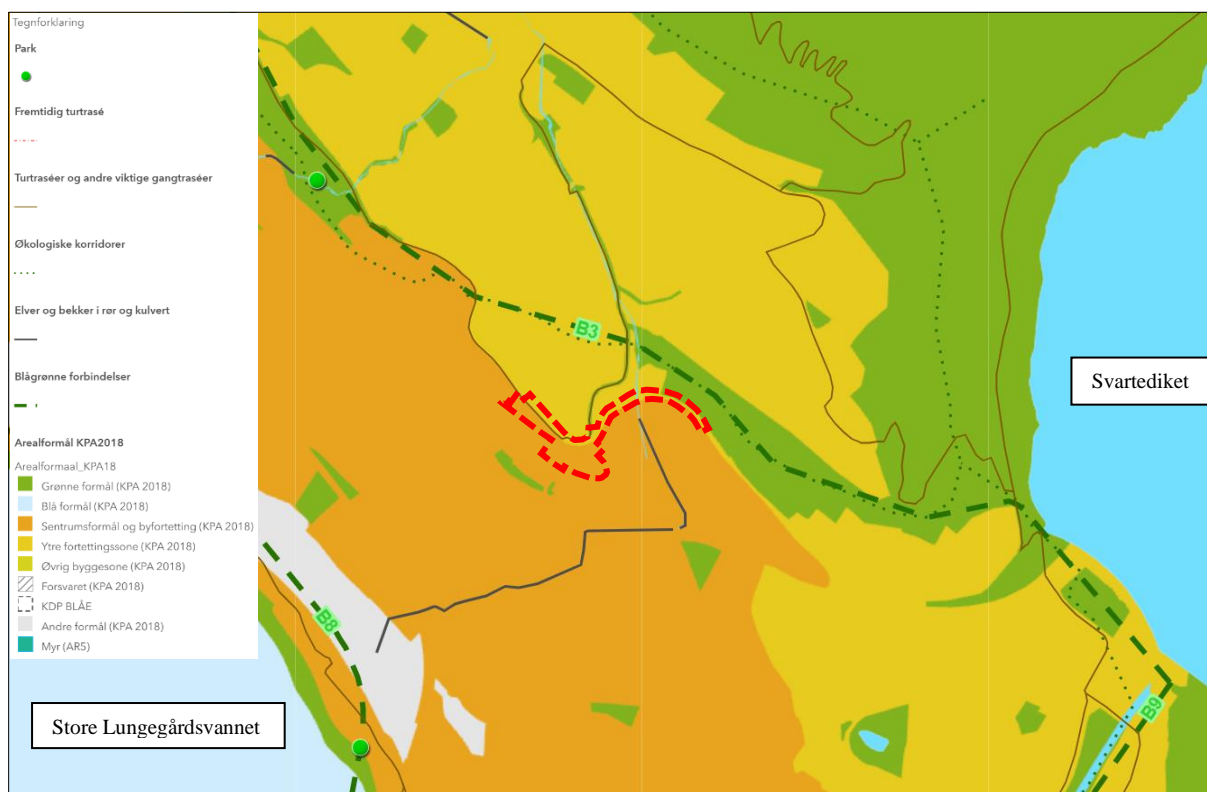 Tegnforklaring
Park
Fremtidig turtrasé
Turtraséer og andre viktige gangtraséer
Økologiske korridorer
Elver og bekker i rør og kulvert
Blågrønne forbindelser
Arealformål KPA2018
Arealformaal_KPA18
Grønne formål (KPA 2018)
Blå formål (KPA 2018)
Sentrumsformål og byfortetting (KPA 2018)
Ytre fortettingssone (KPA 2018)
Øvrig byggesone (KPA 2018)
Forsvaret (KPA 2018)
KDP BLÅE
Andre formål (KPA 2018)
Myr (AR5)
B3
Svartediket
B8
B9
Store Lungegårdsvannet